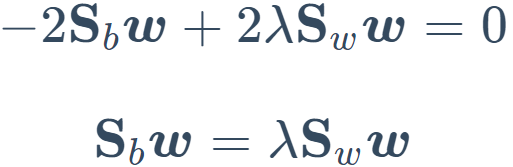 −2S_b w + 2λS_w w = 0
S_b w = λS_w w